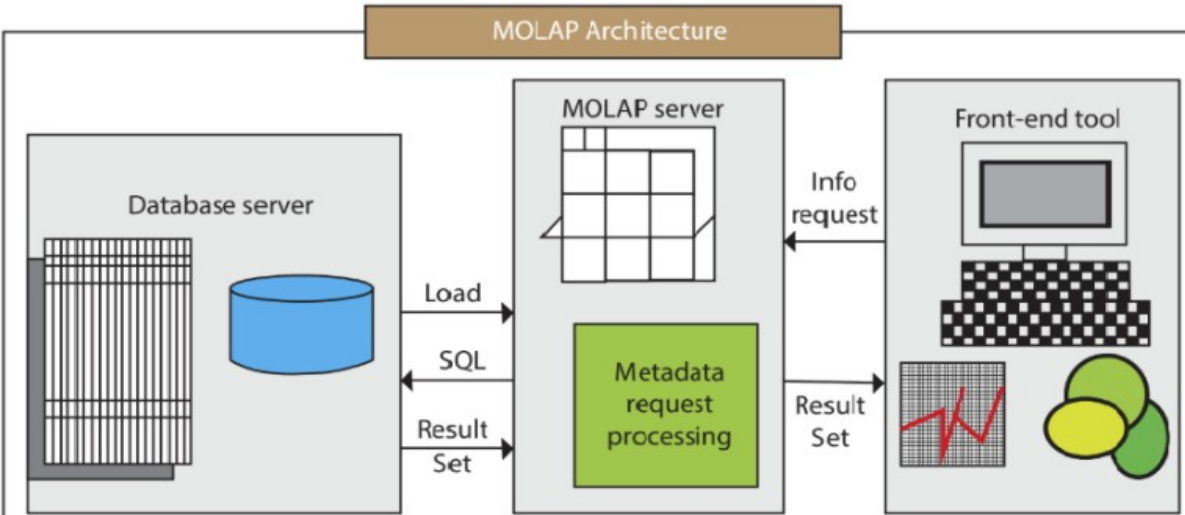 MOLAP Architecture
Database server
Load
SQL
Result
Set
MOLAP server
Metadata
request
processing
Info
request
Result
Set
Front-end tool